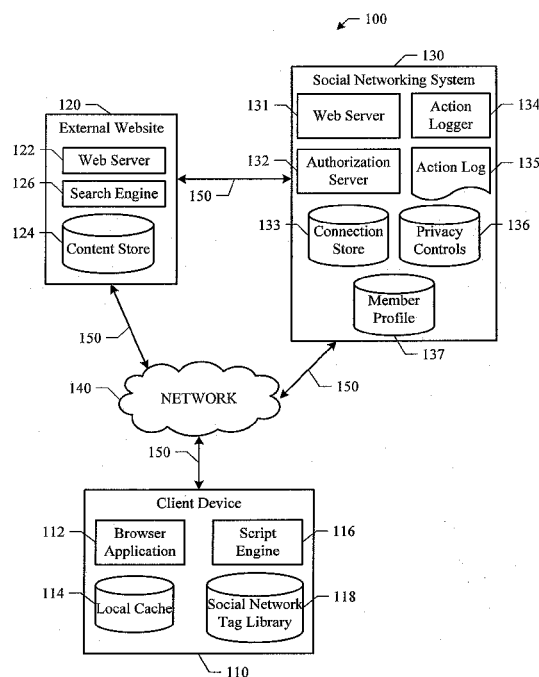 100
130
Social Networking System
131
Web Server
Action
Logger
134
132
Authorization
Server
Action Log
135
133
Connection
Store
Privacy
Controls
136
Member
Profile
137
120
External Website
122
Web Server
126
Search Engine
124
Content Store
150
150
150
140
NETWORK
150
Client Device
112
Browser
Application
Script
Engine
116
114
Local Cache
Social Network
Tag Library
118
110